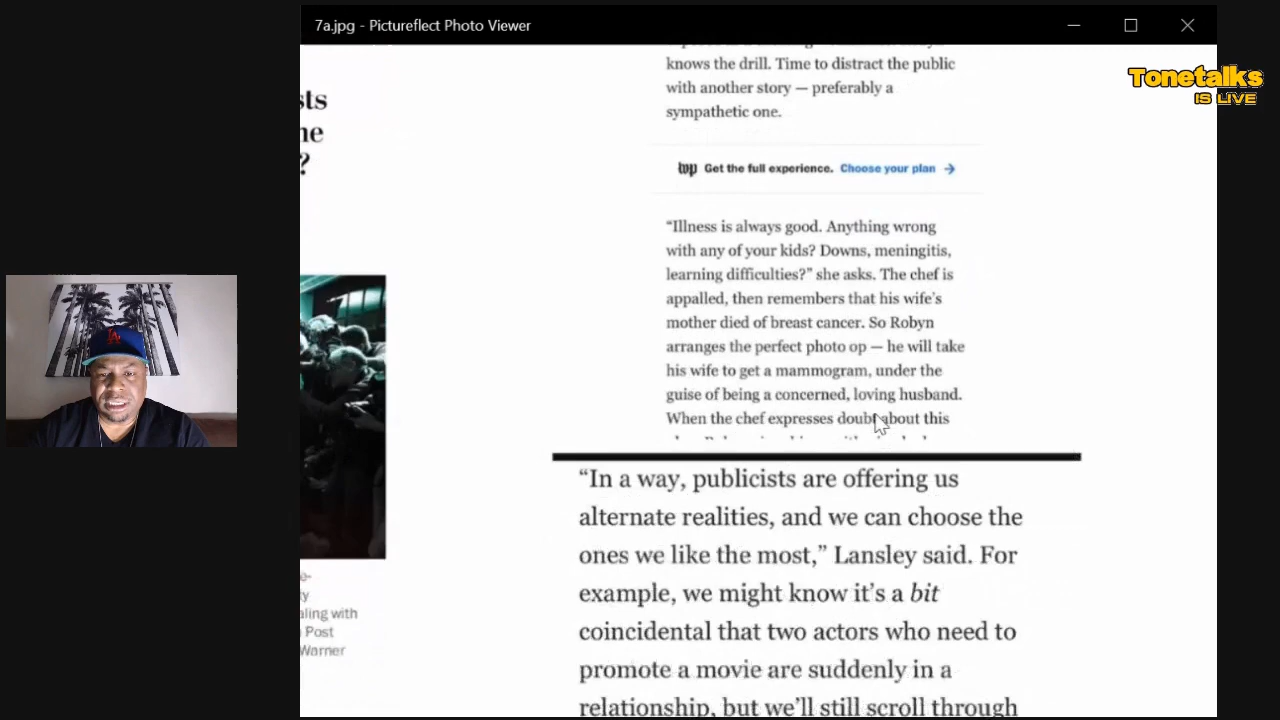 7a.jpg - Pictureflect Photo Viewer
Tonetalks
IS LIVE
knows the drill. Time to distract the public
with another story — preferably a
sympathetic one.
wp Get the full experience. Choose your plan →
“Illness is always good. Anything wrong
with any of your kids? Downs, meningitis,
learning difficulties?” she asks. The chef is
appalled, then remembers that his wife’s
mother died of breast cancer. So Robyn
arranges the perfect photo op — he will take
his wife to get a mammogram, under the
guise of being a concerned, loving husband.
When the chef expresses doubt about this
“In a way, publicists are offering us
alternate realities, and we can choose the
ones we like the most,” Lansley said. For
example, we might know it’s a bit
coincidental that two actors who need to
promote a movie are suddenly in a
relationship, but we’ll still scroll through
?
with
Post
Warner
LA